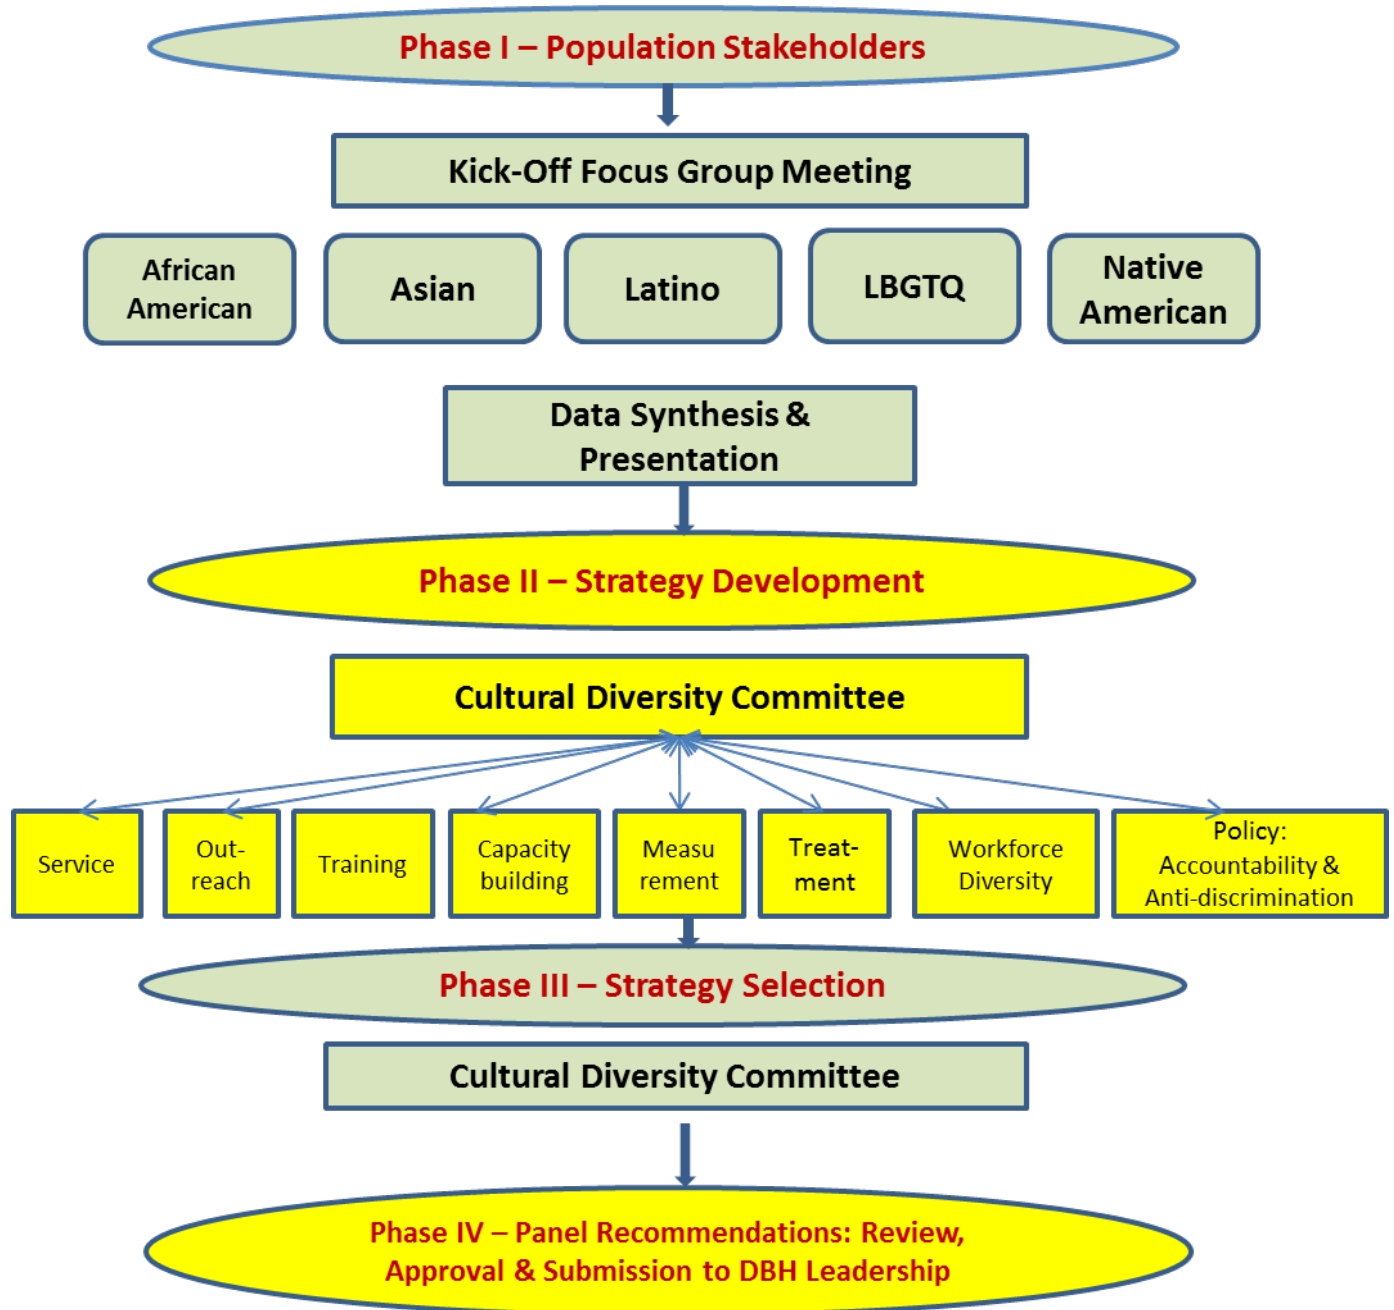 Phase I – Population Stakeholders
Kick-Off Focus Group Meeting
African
American
Asian
Latino
LBGTQ
Native
American
Data Synthesis &
Presentation
Phase II – Strategy Development
Cultural Diversity Committee
Service
Out-
reach
Training
Capacity
building
Measu
rement
Treat-
ment
Workforce
Diversity
Policy:
Accountability &
Anti-discrimination
Phase III – Strategy Selection
Cultural Diversity Committee
Phase IV – Panel Recommendations: Review,
Approval & Submission to DBH Leadership